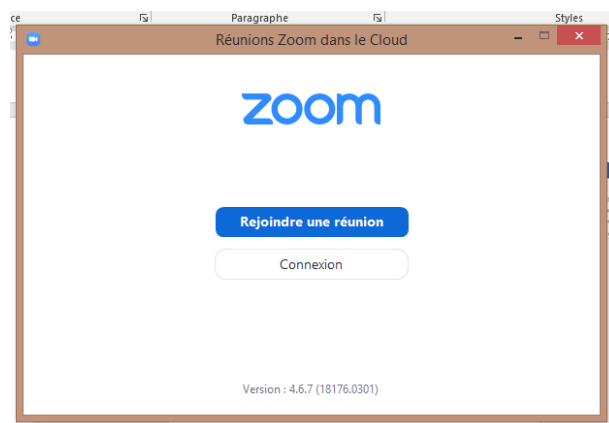 ce Paragraphe Styles
Réunions Zoom dans le Cloud
zoom
Rejoindre une réunion
Connexion
Version : 4.6.7 (18176.0301)